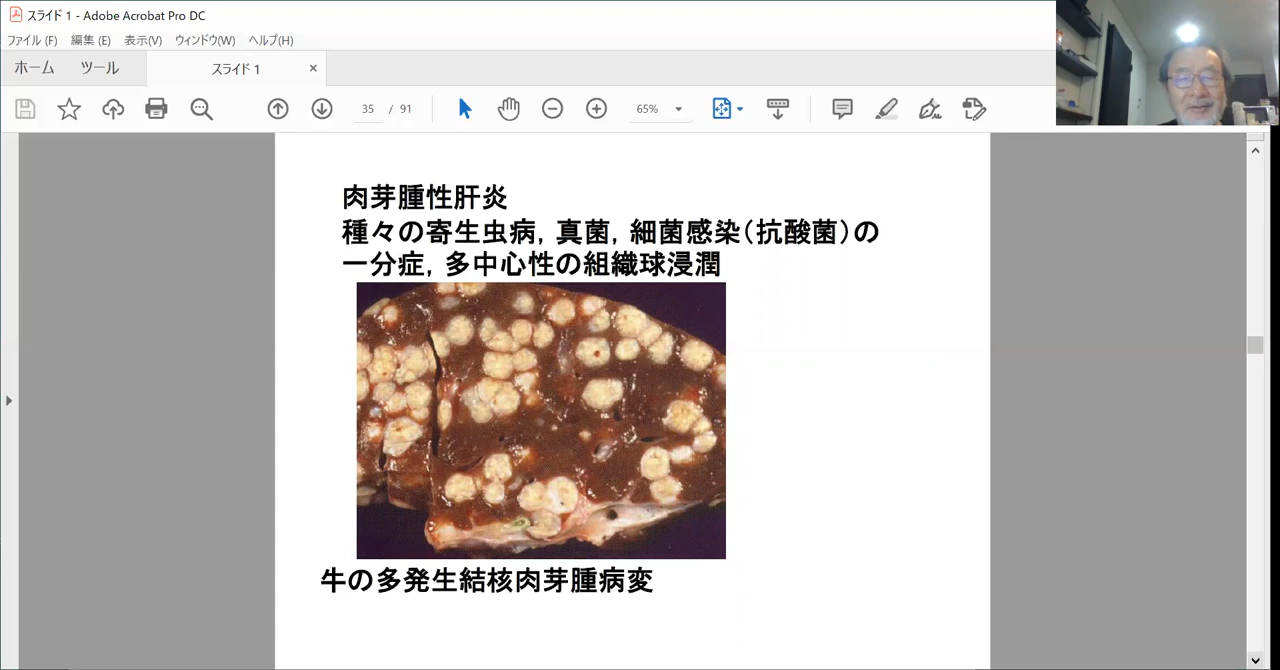 スライド 1 - Adobe Acrobat Pro DC
ファイル (F) 編集 (E) 表示(V) ウィンドウ(W) ヘルプ(H)
ホーム ツール スライド 1 ×
35 / 91 65%
肉芽腫性肝炎
種々の寄生虫病，真菌，細菌感染（抗酸菌）の
一分症，多中心性の組織球浸潤
牛の多発生結核肉芽腫病変